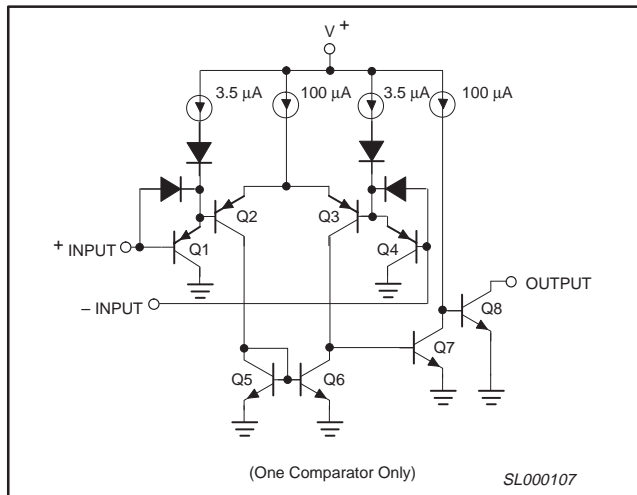 V+
3.5 μA
100 μA
3.5 μA
100 μA
Q2
Q3
+ INPUT
Q1
Q4
OUTPUT
– INPUT
Q8
Q7
Q5
Q6
(One Comparator Only)
SL000107